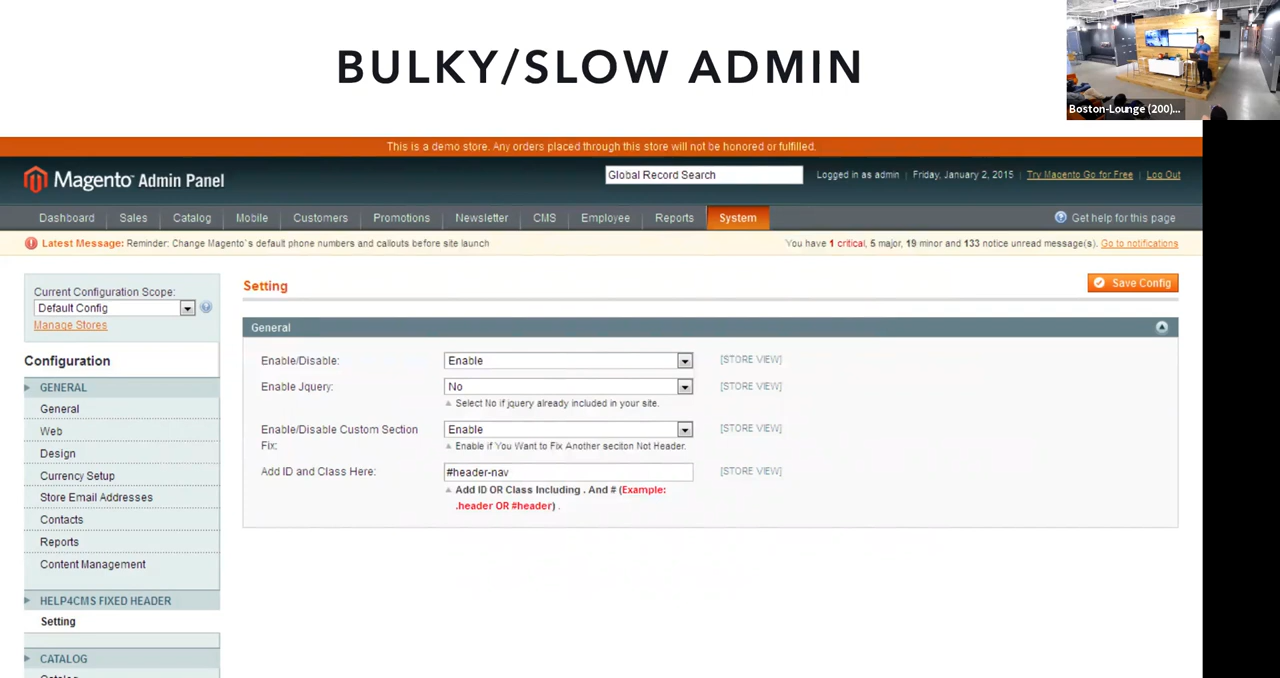 BULKY/SLOW ADMIN
Boston-Lounge (200)...
This is a demo store. Any orders placed through this store will not be honored or fulfilled.
Magento Admin Panel
Global Record Search
Logged in as admin | Friday, January 2, 2015 | Try Magento Go for Free | Log Out
Dashboard Sales Catalog Mobile Customers Promotions Newsletter CMS Employee Reports System
Get help for this page
Latest Message: Reminder: Change Magento`s default phone numbers and callouts before site launch
You have 1 critical, 5 major, 19 minor and 133 notice unread message(s). Go to notifications
Current Configuration Scope:
Default Config
Manage Stores
Configuration
GENERAL
General
Web
Design
Currency Setup
Store Email Addresses
Contacts
Reports
Content Management
HELP4CMS FIXED HEADER
Setting
CATALOG
Setting
Save Config
General
Enable/Disable: Enable [STORE VIEW]
Enable Jquery: No [STORE VIEW]
Select No if jquery already included in your site.
Enable/Disable Custom Section Enable [STORE VIEW]
Fix: Enable if You Want to Fix Another seciton Not Header.
Add ID and Class Here: #header-nav [STORE VIEW]
Add ID OR Class Including . And # (Example:
.header OR #header) .